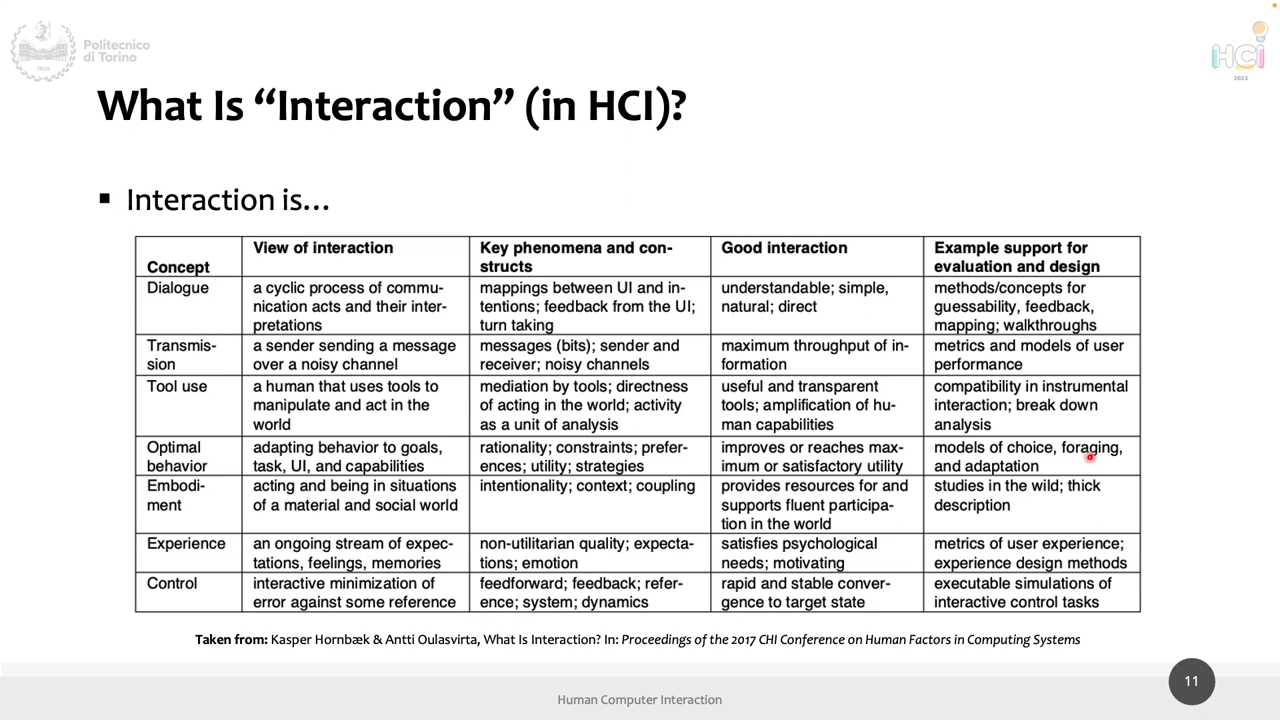 Politecnico
di Torino
1859
HCI
2023
What Is “Interaction” (in HCI)?
▪ Interaction is…
Concept
View of interaction
Key phenomena and con-
structs
Good interaction
Example support for
evaluation and design
Dialogue
a cyclic process of commu-
nication acts and their inter-
pretations
mappings between UI and in-
tentions; feedback from the UI;
turn taking
understandable; simple,
natural; direct
methods/concepts for
guessability, feedback,
mapping; walkthroughs
Transmis-
sion
a sender sending a message
over a noisy channel
messages (bits); sender and
receiver; noisy channels
maximum throughput of in-
formation
metrics and models of user
performance
Tool use
a human that uses tools to
manipulate and act in the
world
mediation by tools; directness
of acting in the world; activity
as a unit of analysis
useful and transparent
tools; amplification of hu-
man capabilities
compatibility in instrumental
interaction; break down
analysis
Optimal
behavior
adapting behavior to goals,
task, UI, and capabilities
rationality; constraints; prefer-
ences; utility; strategies
improves or reaches max-
imum or satisfactory utility
models of choice, foraging,
and adaptation
Embodi-
ment
acting and being in situations
of a material and social world
intentionality; context; coupling
provides resources for and
supports fluent participa-
tion in the world
studies in the wild; thick
description
Experience
an ongoing stream of expec-
tations, feelings, memories
non-utilitarian quality; expecta-
tions; emotion
satisfies psychological
needs; motivating
metrics of user experience;
experience design methods
Control
interactive minimization of
error against some reference
feedforward; feedback; refer-
ence; system; dynamics
rapid and stable conver-
gence to target state
executable simulations of
interactive control tasks
Taken from: Kasper Hornbæk & Antti Oulasvirta, What Is Interaction? In: Proceedings of the 2017 CHI Conference on Human Factors in Computing Systems
Human Computer Interaction
11